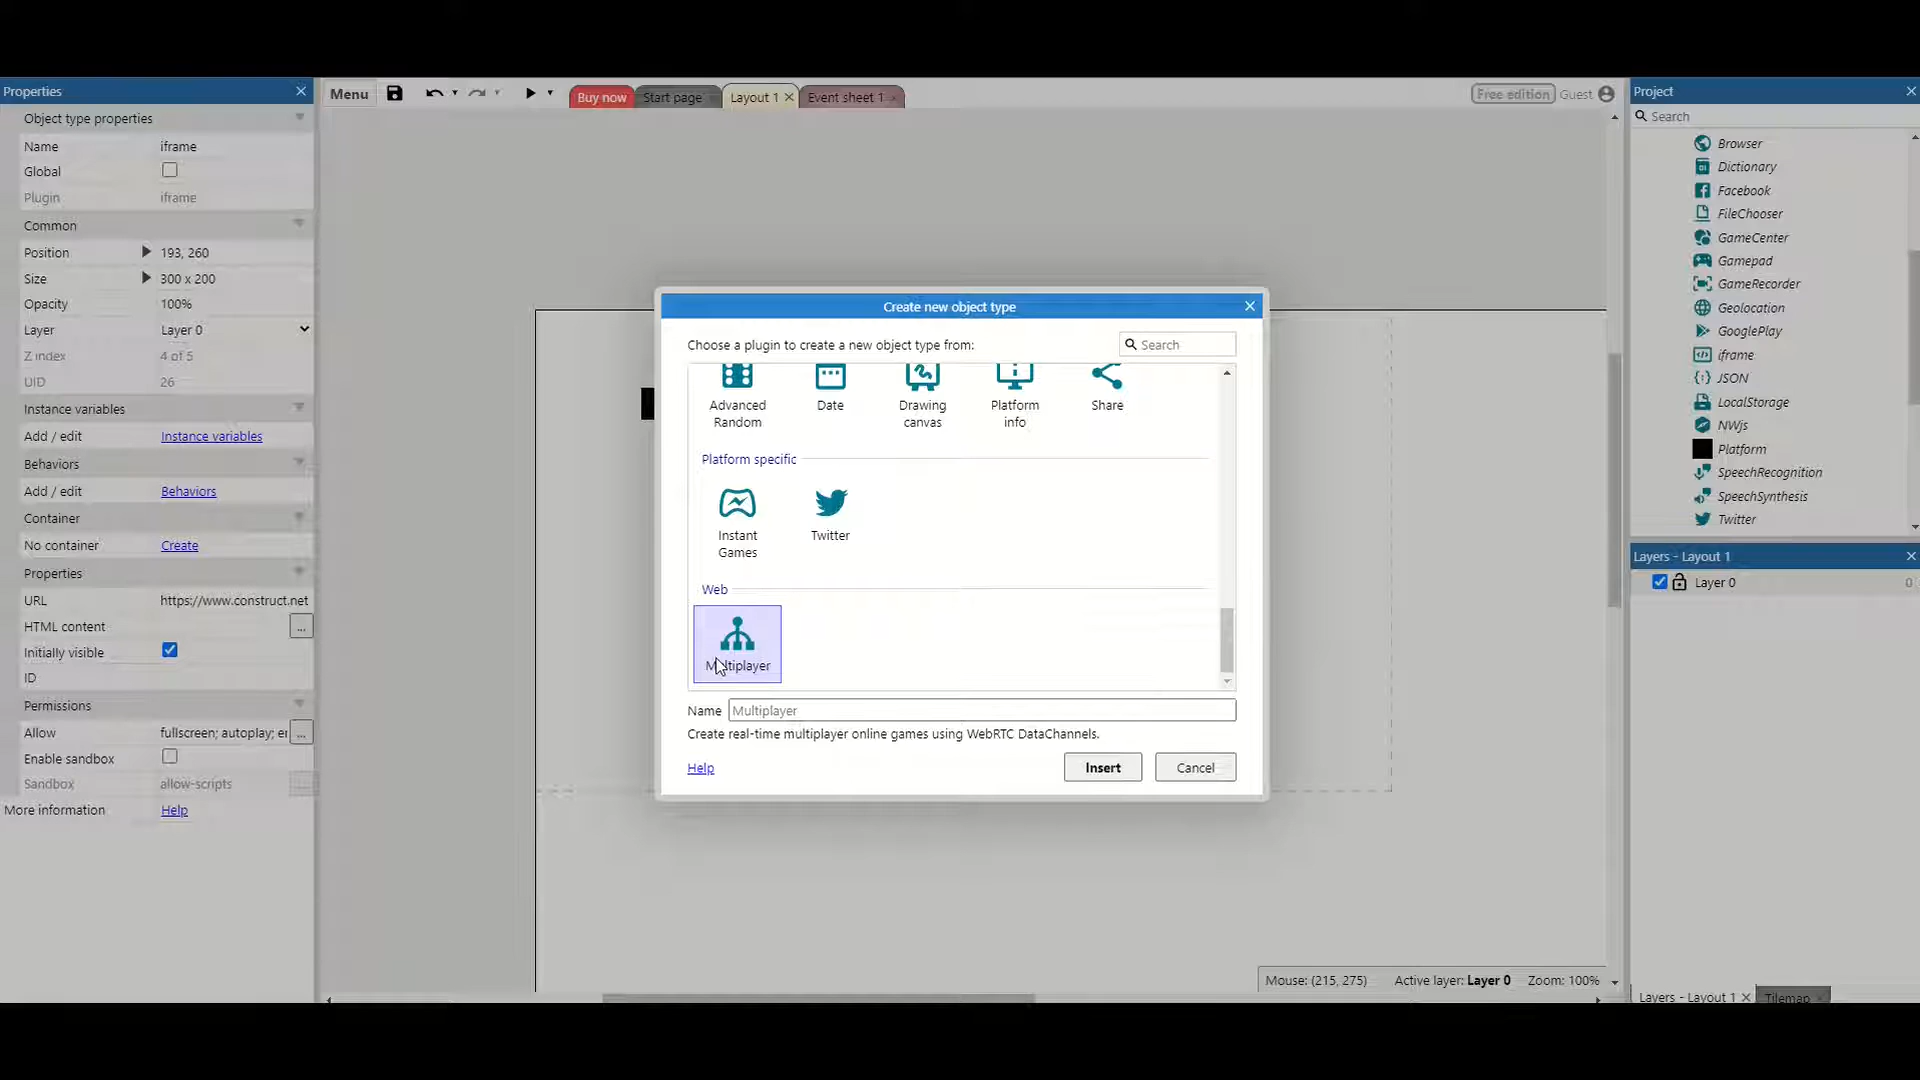 Properties
Menu
Buy now
Start page
Layout 1
Event sheet 1
Free edition
Guest
Project
Object type properties
Name iframe
Global
Plugin iframe
Common
Position 193, 260
Size 300 x 200
Opacity 100%
Layer Layer 0
Z index 4 of 5
UID 26
Instance variables
Add / edit Instance variables
Behaviors
Add / edit Behaviors
Container
No container Create
Properties
URL https://www.construct.net
HTML content ...
Initially visible
ID
Permissions
Allow fullscreen; autoplay; er ...
Enable sandbox
Sandbox allow-scripts
More information Help
Create new object type
Choose a plugin to create a new object type from:
Search
Advanced Random
Date
Drawing canvas
Platform info
Share
Platform specific
Instant Games
Twitter
Web
Multiplayer
Name Multiplayer
Create real-time multiplayer online games using WebRTC DataChannels.
Help
Insert
Cancel
Search
Browser
Dictionary
Facebook
FileChooser
GameCenter
Gamepad
GameRecorder
Geolocation
GooglePlay
iframe
JSON
LocalStorage
NWjs
Platform
SpeechRecognition
SpeechSynthesis
Twitter
Layers - Layout 1
Layer 0 0
Mouse: (215, 275) Active layer: Layer 0 Zoom: 100%
Layers - Layout 1
Tilemap